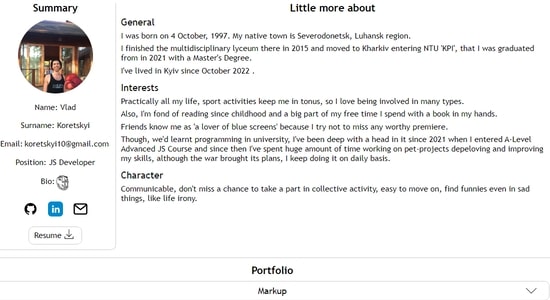 Summary
Name: Vlad
Surname: Koretskyi
Email: koretskyi10@gmail.com
Position: JS Developer
Bio:
in
Resume
Little more about
General
I was born on 4 October, 1997. My native town is Severodonetsk, Luhansk region.
I finished the multidisciplinary lyceum there in 2015 and moved to Kharkiv entering NTU 'KPI', that I was graduated
from in 2021 with a Master's Degree.
I've lived in Kyiv since October 2022 .
Interests
Practically all my life, sport activities keep me in tonus, so I love being involved in many types.
Also, I'm fond of reading since childhood and a big part of my free time I spend with a book in my hands.
Friends know me as 'a lover of blue screens' because I try not to miss any worthy premiere.
Though, we'd learnt programming in university, I've been deep with a head in it since 2021 when I entered A-Level
Advanced JS Course and since then I've spent huge amount of time working on pet-projects depeloving and improving
my skills, although the war brought its plans, I keep doing it on daily basis.
Character
Communicable, don't miss a chance to take a part in collective activity, easy to move on, find funnies even in sad
things, like life irony.
Portfolio
Markup